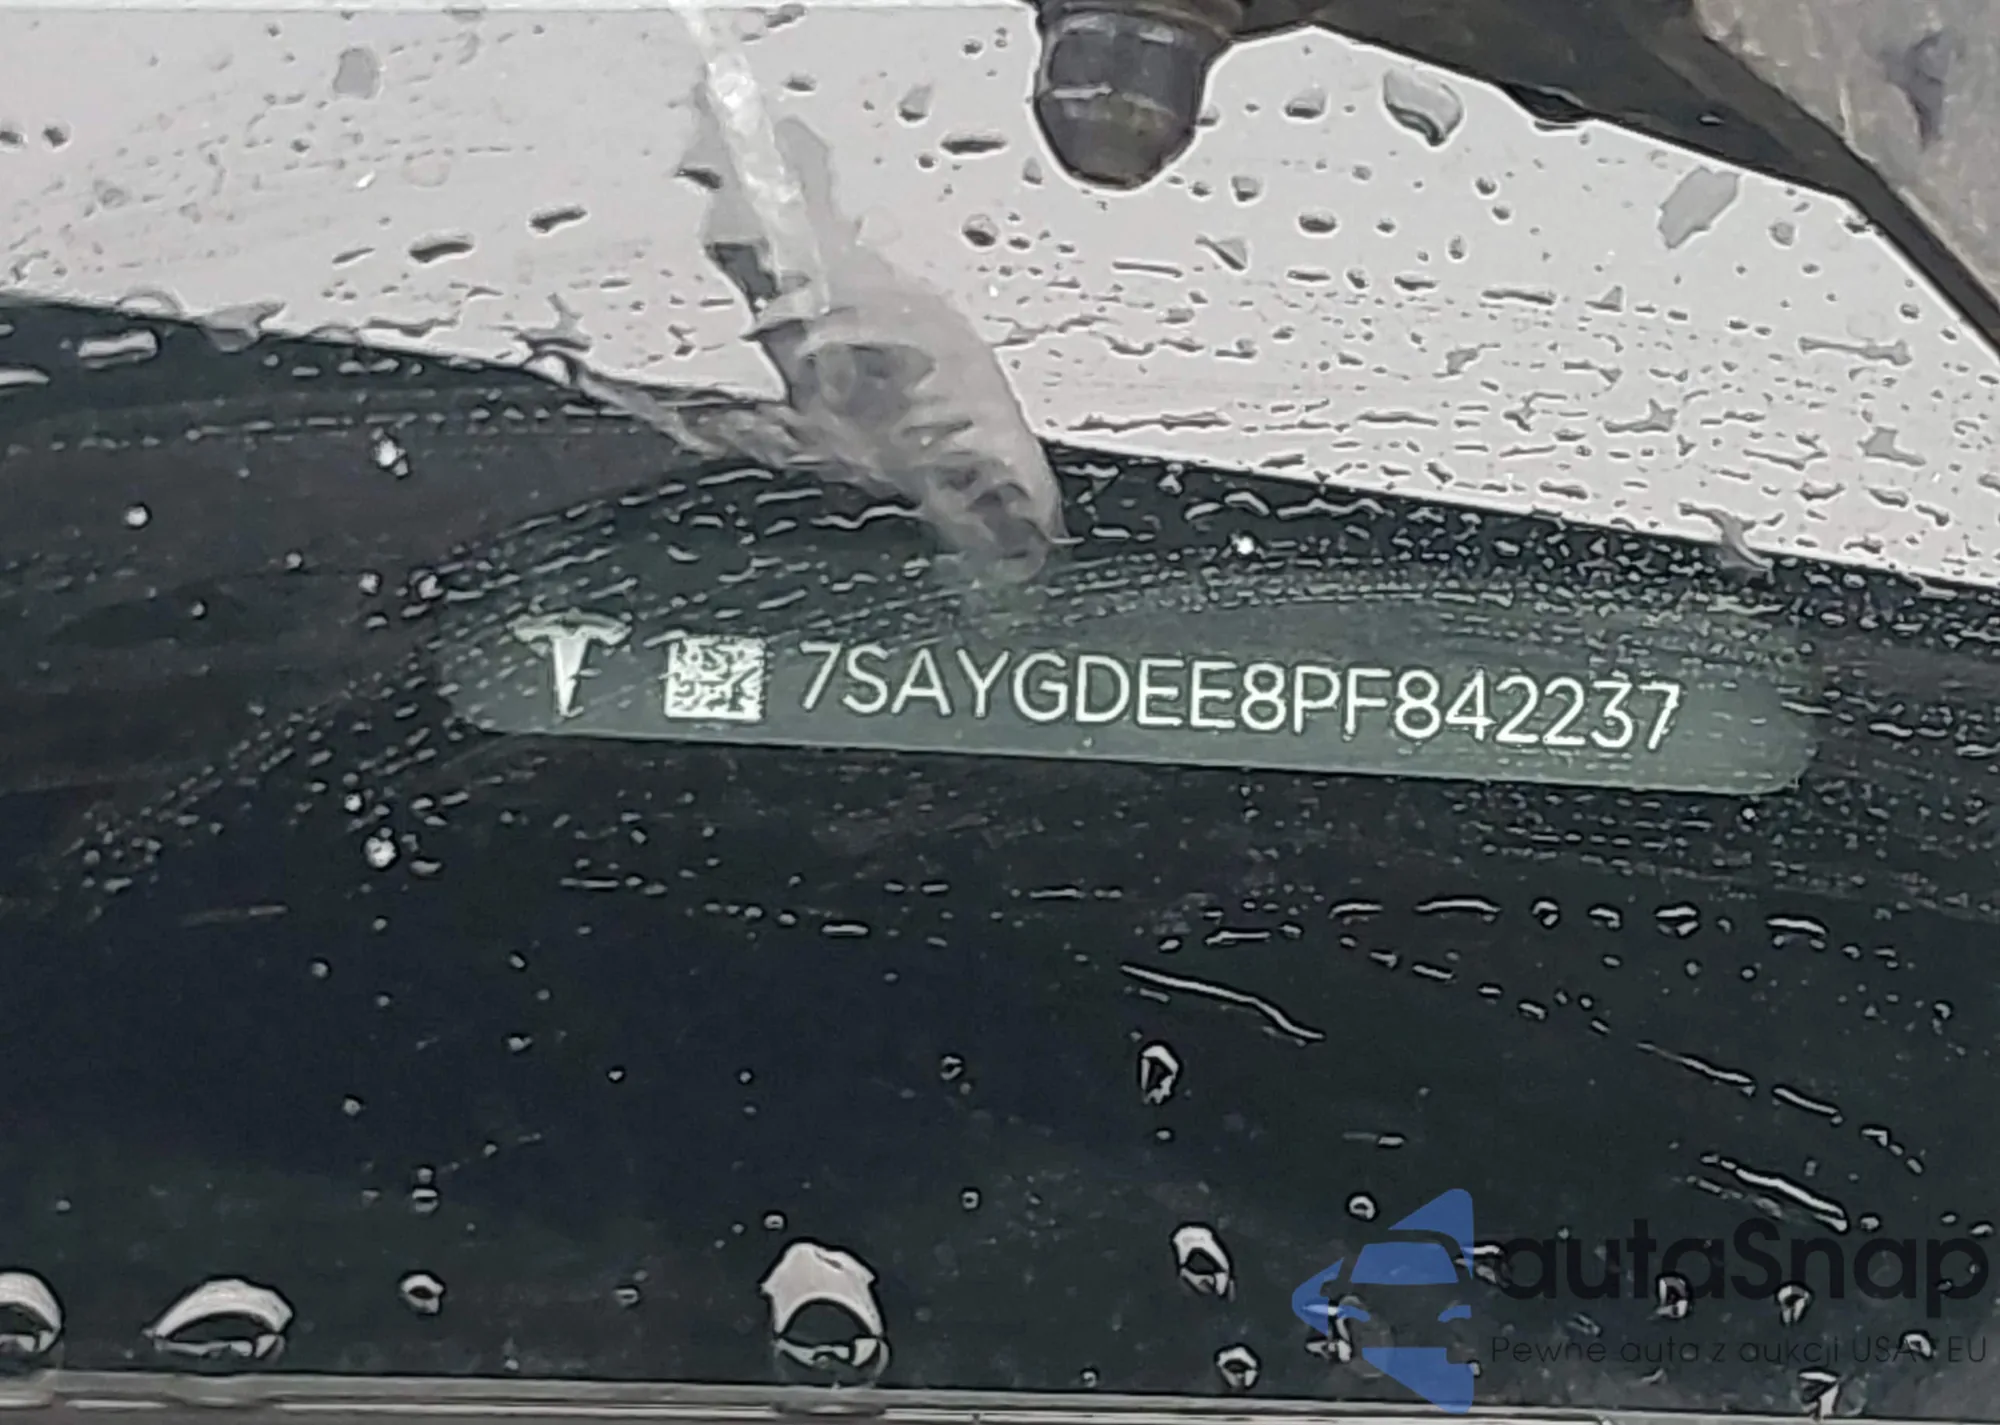 7SAYGDEE8PF842237
autaSnap
Pewne auta z aukcji USA i EU